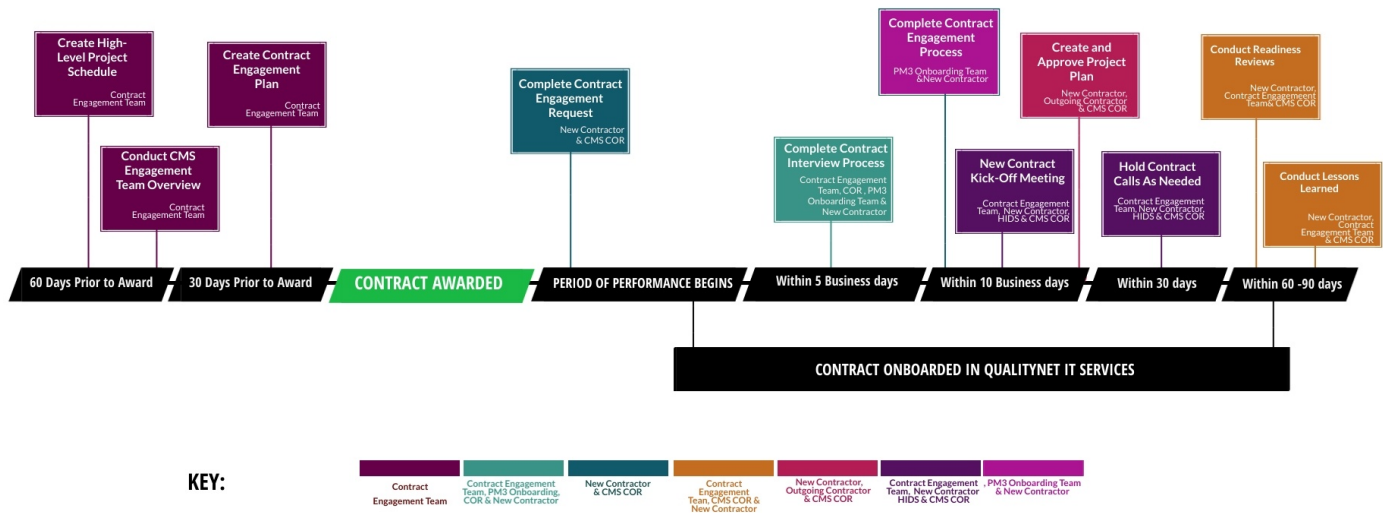 Create High-
Level Project
Schedule
Contract
Engagement Team
Conduct CMS
Engagement
Team Overview
Contract
Engagement Team
Create Contract
Engagement
Plan
Contract
Engagement Team
Complete Contract
Engagement
Request
New Contractor
& CMS COR
Complete Contract
Interview Process
Contract Engagement
Team, COR , PM3
Onboarding Team &
New Contractor
Complete Contract
Engagement
Process
PM3 Onboarding Team
&New Contractor
New Contract
Kick-Off Meeting
Contract Engagement
Team, New Contractor,
HIDS & CMS COR
Create and
Approve Project
Plan
New Contractor,
Outgoing Contractor
& CMS COR
Hold Contract
Calls As Needed
Contract Engagement
Team, New Contractor,
HIDS & CMS COR
Conduct Readiness
Reviews
New Contractor,
Contract Engagemeent
Team& CMS COR
Conduct Lessons
Learned
New Contractor,
Contract
Engagement Team
& CMS COR
60 Days Prior to Award
30 Days Prior to Award
CONTRACT AWARDED
PERIOD OF PERFORMANCE BEGINS
Within 5 Business days
Within 10 Business days
Within 30 days
Within 60 -90 days
CONTRACT ONBOARDED IN QUALITYNET IT SERVICES
KEY:
Contract
Engagement Team
Contract Engagement
Team, PM3 Onboarding,
COR & New Contractor
New Contractor
& CMS COR
Contract
Engagement
Tean, CMS COR &
New Contractor
New Contractor,
Outgoing Contractor
& CMS COR
Contract Engagement
Team, New Contractor
HIDS & CMS COR
, PM3 Onboarding Team
& New Contractor